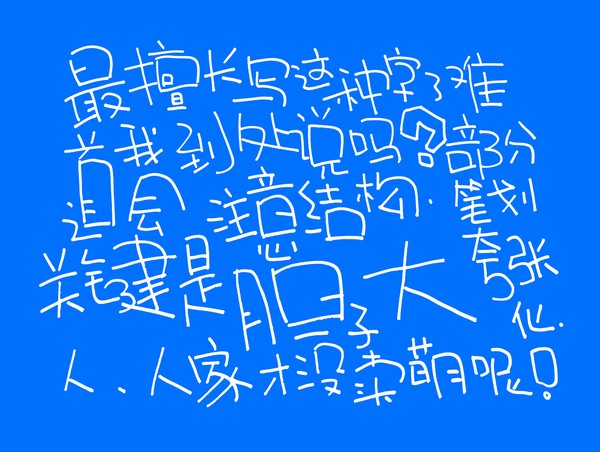 最擅长写这种字了难
道我会到处说吗?
注意结构.
部分
笔划
夸张
化.
关键是胆子大
人、人家才没卖萌呢!